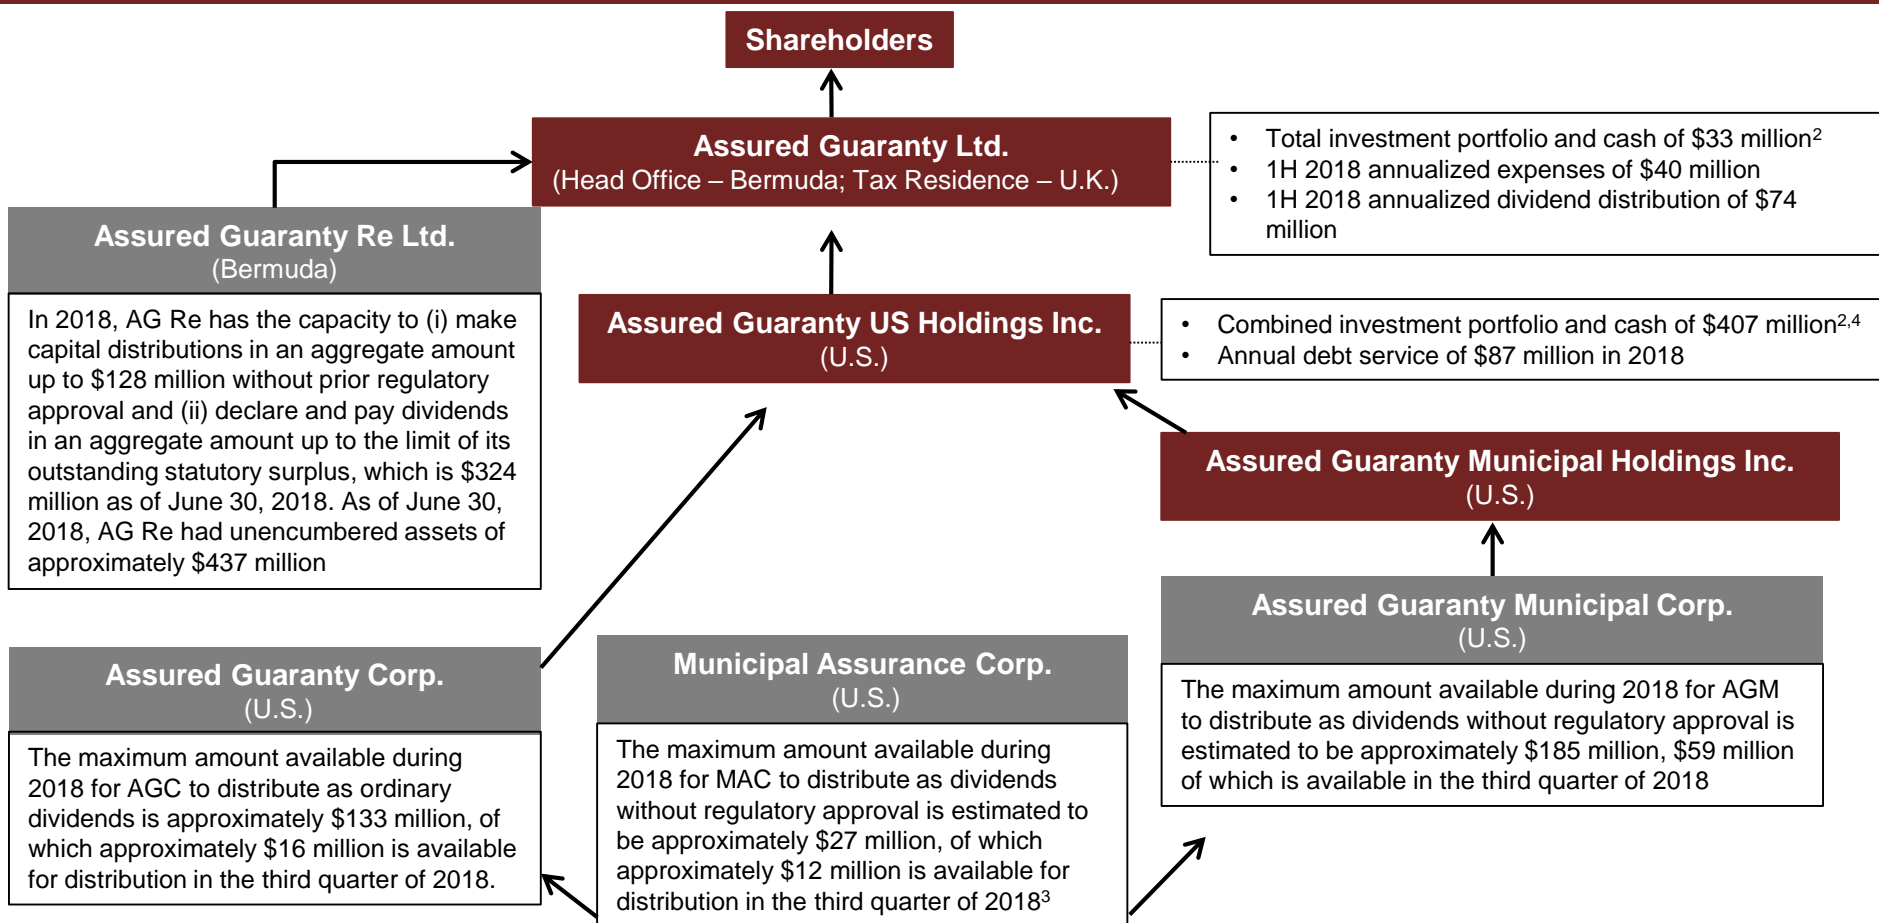 Shareholders
Assured Guaranty Ltd.
(Head Office – Bermuda; Tax Residence – U.K.)
• Total investment portfolio and cash of $33 million2
• 1H 2018 annualized expenses of $40 million
• 1H 2018 annualized dividend distribution of $74
million
Assured Guaranty Re Ltd.
(Bermuda)
In 2018, AG Re has the capacity to (i) make
capital distributions in an aggregate amount
up to $128 million without prior regulatory
approval and (ii) declare and pay dividends
in an aggregate amount up to the limit of its
outstanding statutory surplus, which is $324
million as of June 30, 2018. As of June 30,
2018, AG Re had unencumbered assets of
approximately $437 million
Assured Guaranty US Holdings Inc.
(U.S.)
• Combined investment portfolio and cash of $407 million2,4
• Annual debt service of $87 million in 2018
Assured Guaranty Municipal Holdings Inc.
(U.S.)
Assured Guaranty Corp.
(U.S.)
The maximum amount available during
2018 for AGC to distribute as ordinary
dividends is approximately $133 million, of
which approximately $16 million is available
for distribution in the third quarter of 2018.
Municipal Assurance Corp.
(U.S.)
The maximum amount available during
2018 for MAC to distribute as dividends
without regulatory approval is estimated to
be approximately $27 million, of which
approximately $12 million is available for
distribution in the third quarter of 20183
Assured Guaranty Municipal Corp.
(U.S.)
The maximum amount available during 2018 for AGM
to distribute as dividends without regulatory approval is
estimated to be approximately $185 million, $59 million
of which is available in the third quarter of 2018